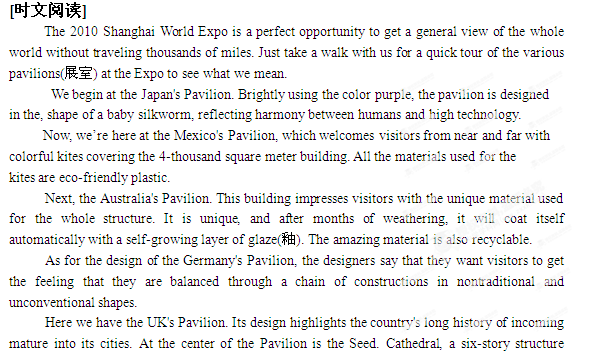 [时文阅读]
The 2010 Shanghai World Expo is a perfect opportunity to get a general view of the whole
world without traveling thousands of miles. Just take a walk with us for a quick tour of the various
pavilions(展室) at the Expo to see what we mean.
We begin at the Japan's Pavilion. Brightly using the color purple, the pavilion is designed
in the, shape of a baby silkworm, reflecting harmony between humans and high technology.
Now, we're here at the Mexico's Pavilion, which welcomes visitors from near and far with
colorful kites covering the 4-thousand square meter building. All the materials used for the
kites are eco-friendly plastic.
Next, the Australia's Pavilion. This building impresses visitors with the unique material used
for the whole structure. It is unique, and after months of weathering, it will coat itself
automatically with a self-growing layer of glaze(釉). The amazing material is also recyclable.
As for the design of the Germany's Pavilion, the designers say that they want visitors to get
the feeling that they are balanced through a chain of constructions in nontraditional and
unconventional shapes.
Here we have the UK's Pavilion. Its design highlights the country's long history of incoming
mature into its cities. At the center of the Pavilion is the Seed. Cathedral, a six-story structure